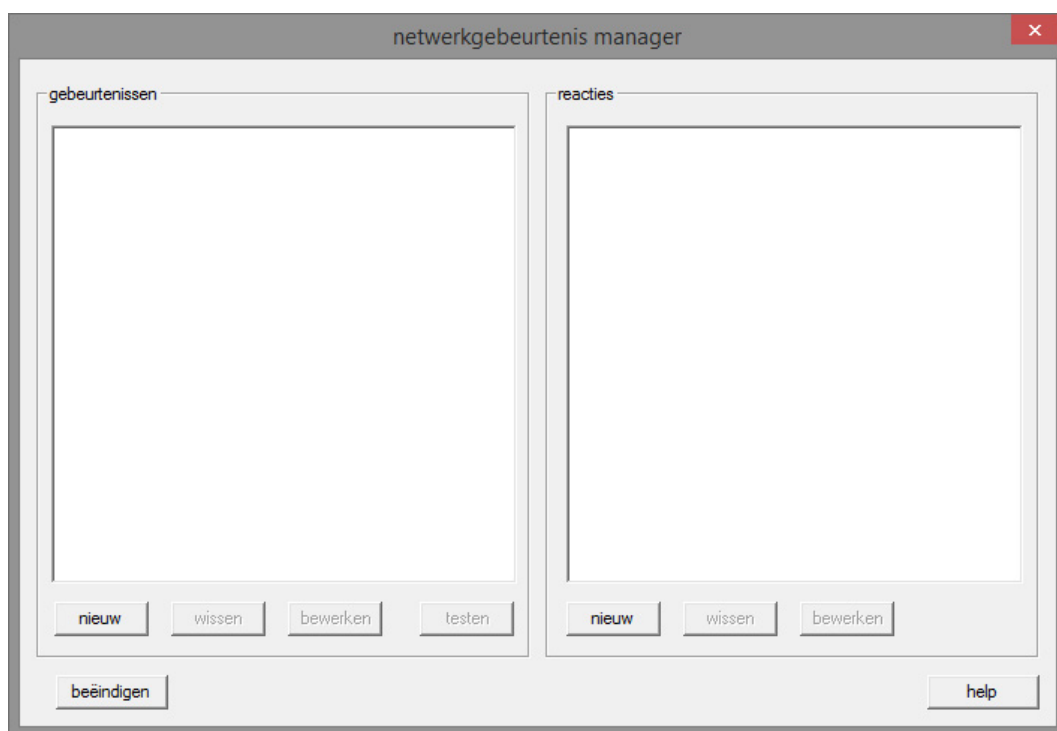 netwerkgebeurtenis manager
gebeurtenissen
reacties
nieuw wissen bewerken testen
nieuw wissen bewerken
beëindigen
help